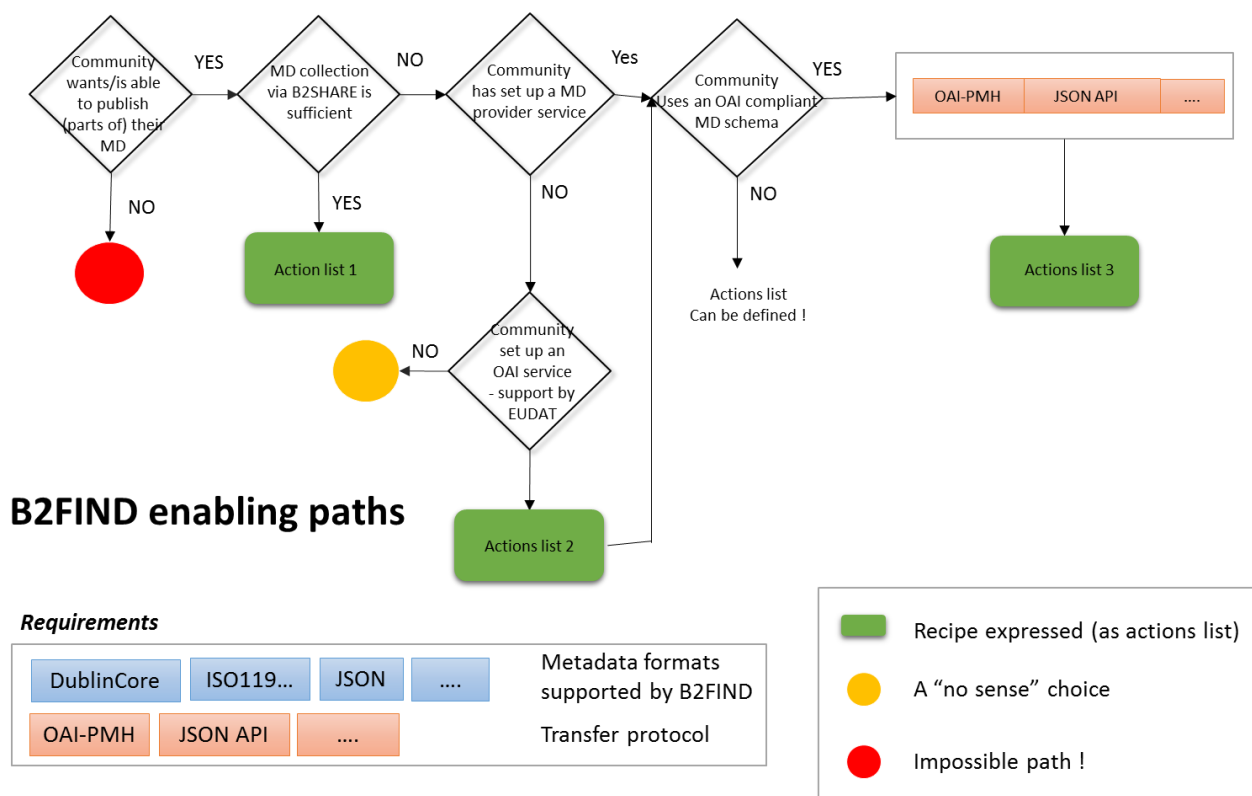 Community
wants/is able
to publish
(parts of) their
MD
YES
MD collection
via B2SHARE is
sufficient
NO
Community
has set up a MD
provider service
Yes
Community
Uses an OAI compliant
MD schema
YES
OAI-PMH
JSON API
....
NO
YES
NO
NO
Action list 1
Actions list
Can be defined !
Actions list 3
Community
set up an
OAI service
- support by
EUDAT
NO
B2FIND enabling paths
Actions list 2
Requirements
DublinCore
ISO119...
JSON
....
Metadata formats
supported by B2FIND
OAI-PMH
JSON API
....
Transfer protocol
Recipe expressed (as actions list)
A “no sense” choice
Impossible path !